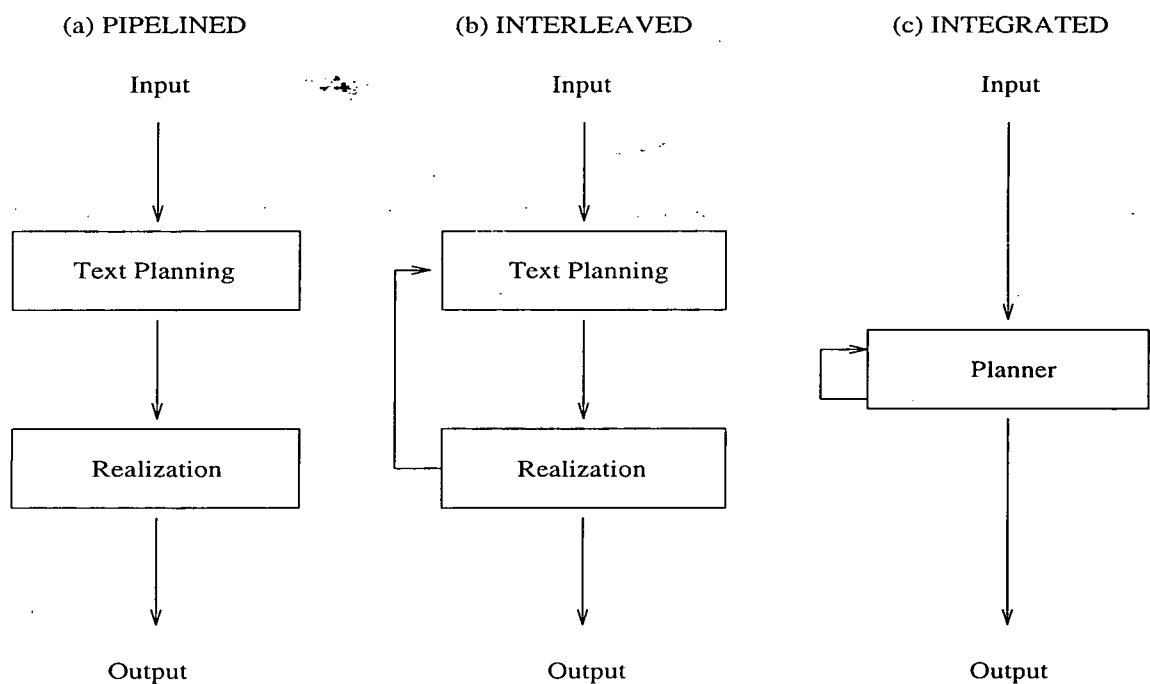 (a) PIPELINED
(b) INTERLEAVED
(c) INTEGRATED
Input
Input
Input
Text Planning
Text Planning
Planner
Realization
Realization
Output
Output
Output